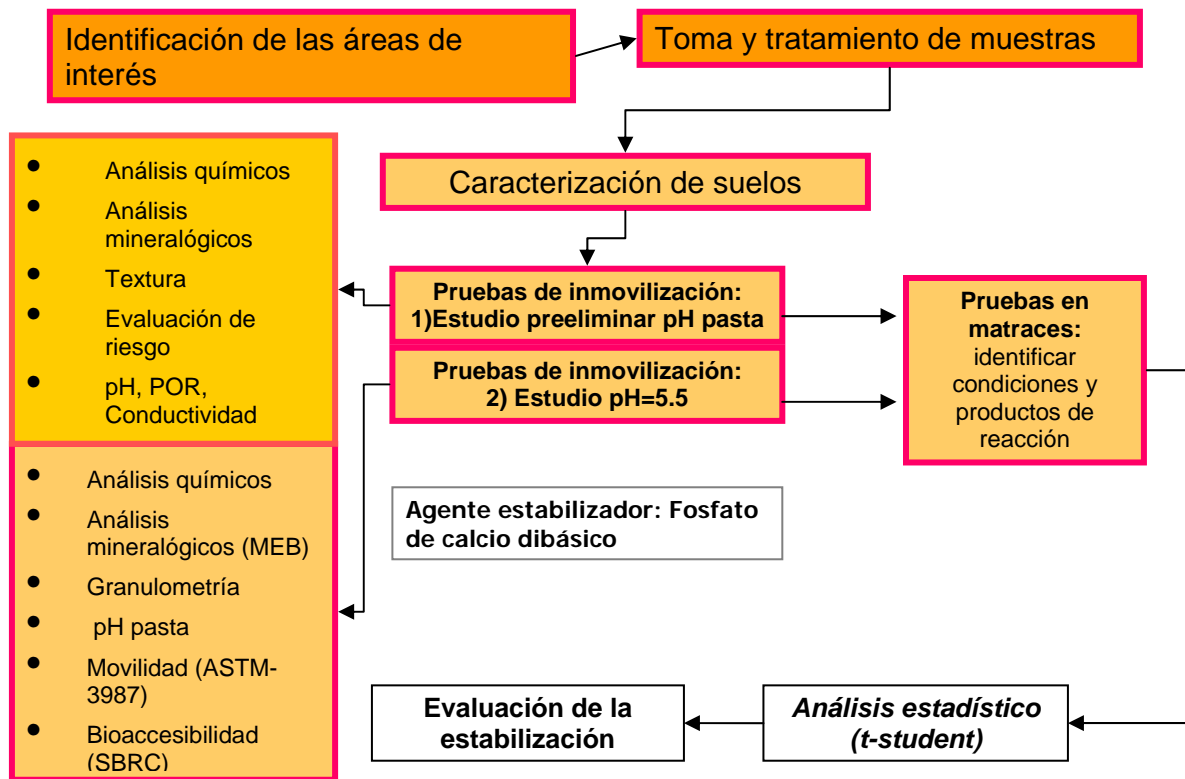 Identificación de las áreas de
interés
Toma y tratamiento de muestras
Caracterización de suelos
Pruebas de inmovilización:
1)Estudio preeliminar pH pasta
Pruebas de inmovilización:
2) Estudio pH=5.5
Pruebas en
matraces:
identificar
condiciones y
productos de
reacción
• Análisis químicos
• Análisis
mineralógicos
• Textura
• Evaluación de
riesgo
• pH, POR,
Conductividad
• Análisis químicos
• Análisis
mineralógicos (MEB)
• Granulometría
• pH pasta
• Movilidad (ASTM-
3987)
• Bioaccesibilidad
(SBRC)
Agente estabilizador: Fosfato
de calcio dibásico
Evaluación de la
estabilización
Análisis estadístico
(t-student)